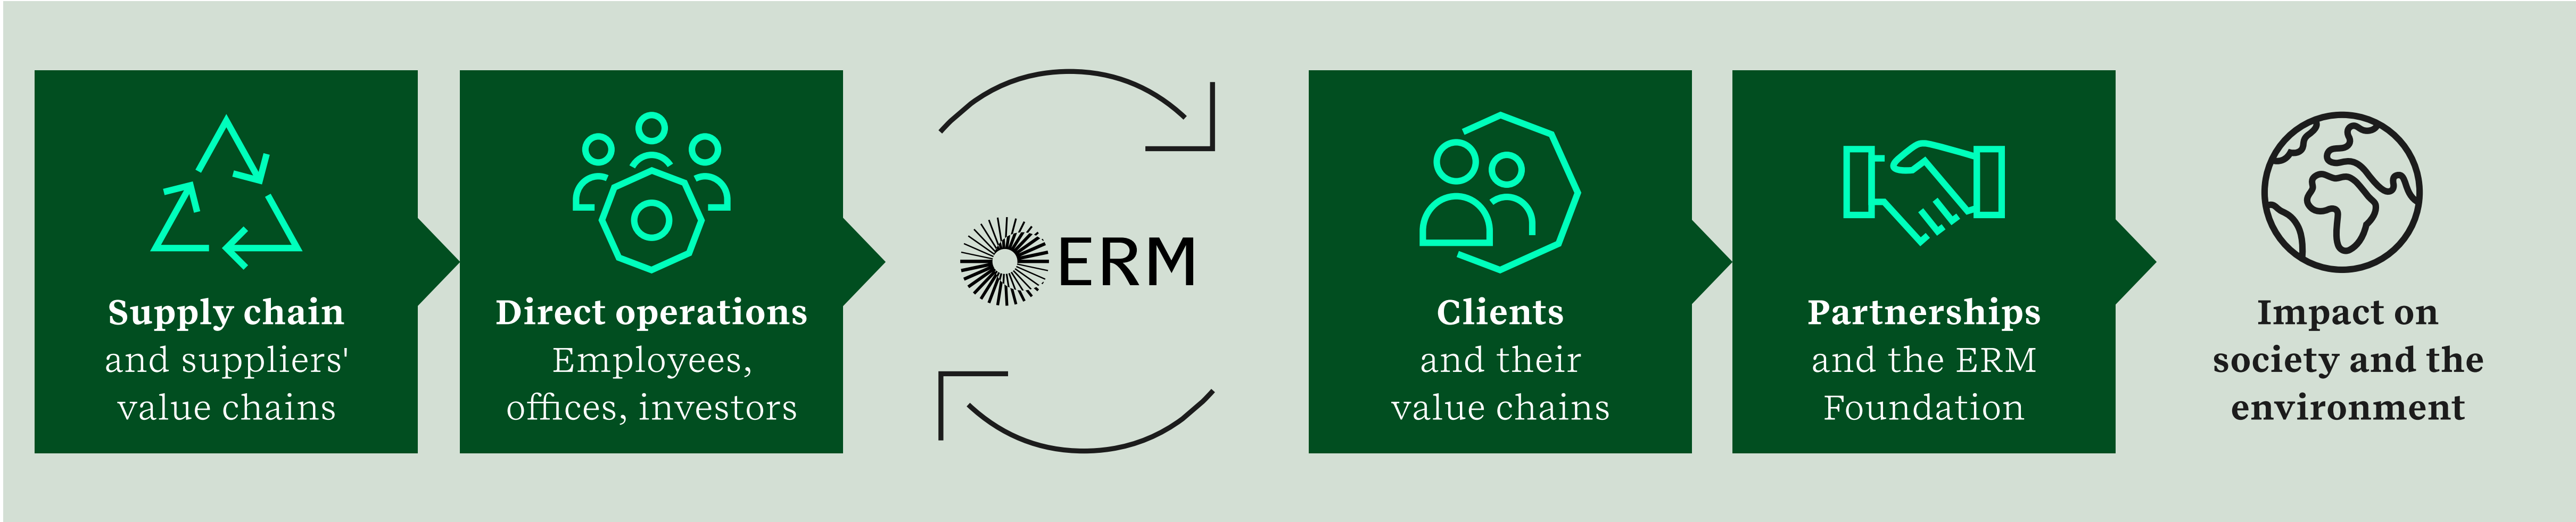 Supply chain
and suppliers'
value chains
Direct operations
Employees,
offices, investors
ERM
Clients
and their
value chains
Partnerships
and the ERM
Foundation
Impact on
society and the
environment